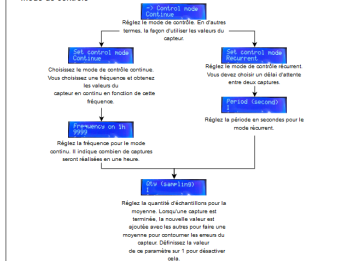 mode de contrôle
-> Control mode
Continue
Réglez le mode de contrôle. En d'autres
termes, la façon d'utiliser les valeurs du
capteur.
Set control mode
Continue
Choisissez le mode de contrôle continue.
Vous choisissez une fréquence et obtenez
les valeurs du
capteur en continu en fonction de cette
fréquence.
Set control mode
Récurrent
Réglez le mode de contrôle récurrent.
Vous devez choisir un délai d'attente
entre deux captures.
Frequency on 1h
9999
Réglez la fréquence pour le mode
continu. Il indique combien de captures
seront réalisées en une heure.
Period (second)
1
Réglez la période en secondes pour le
mode récurrent.
Qty (sampling)
1
Réglez la quantité d'échantillons pour la
moyenne. Lorsqu'une capture est
terminée, la nouvelle valeur est
ajoutée avec les autres pour faire une
moyenne pour contourner les erreurs du
capteur. Définissez la valeur
de ce paramètre sur 1 pour désactiver
cela.